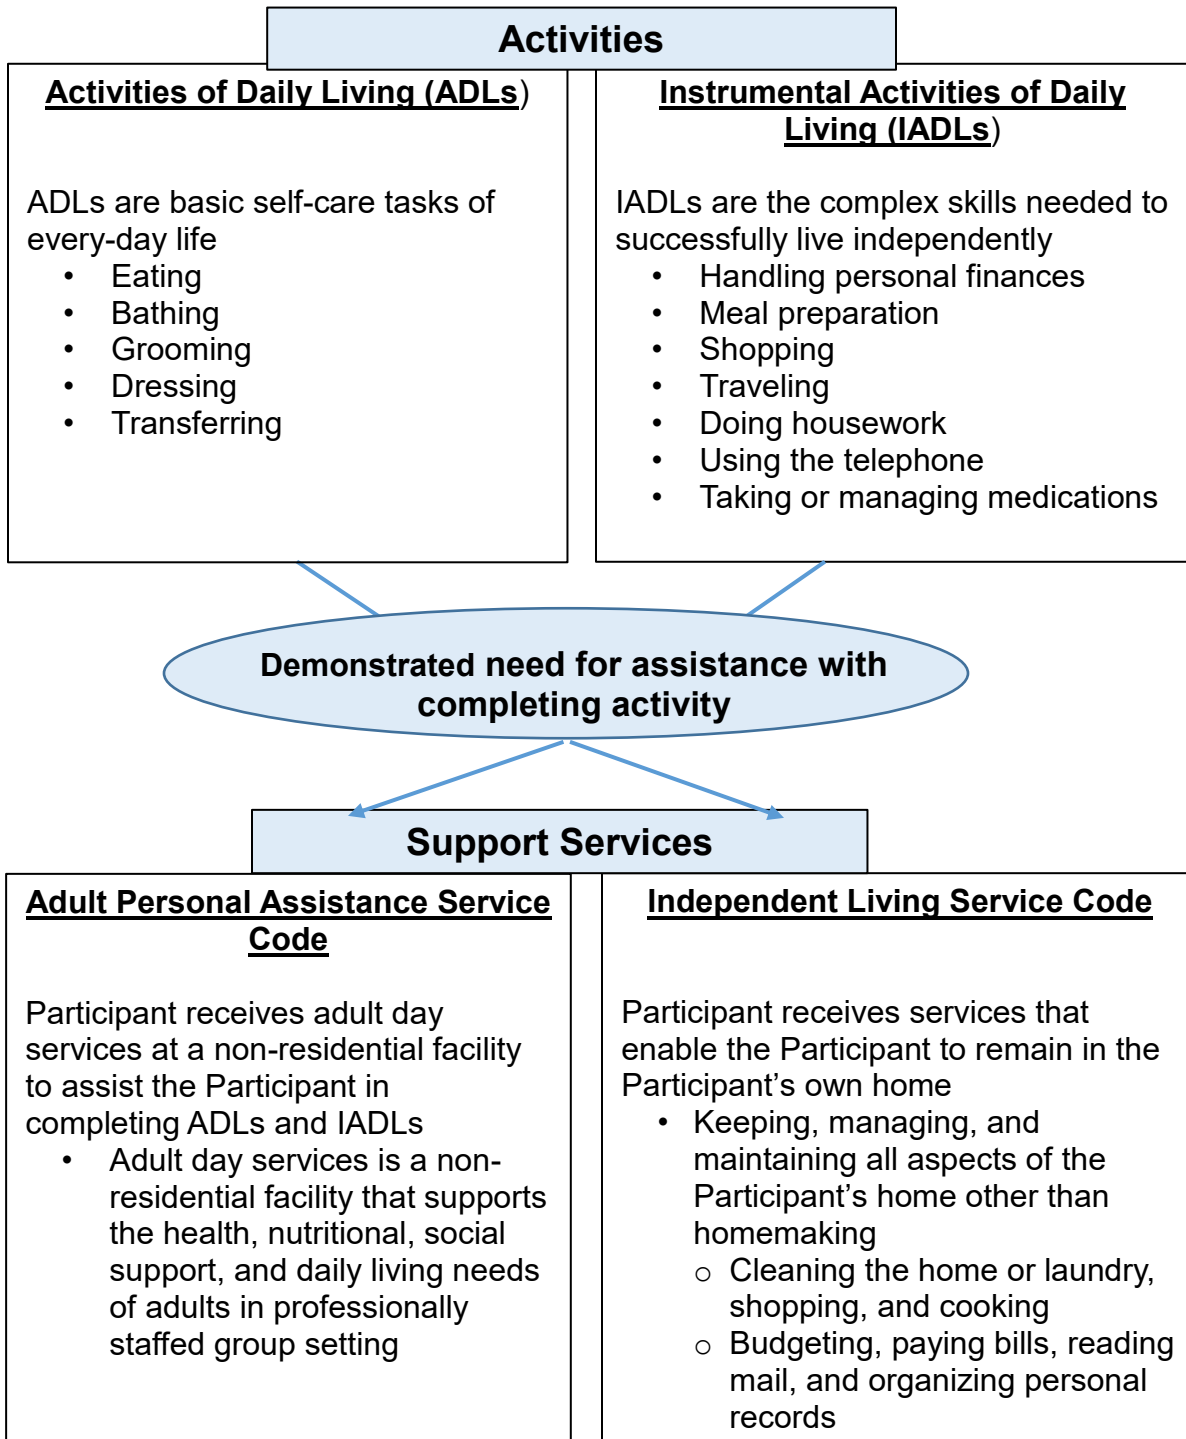 Activities
Activities of Daily Living (ADLs)
ADLs are basic self-care tasks of
every-day life
• Eating
• Bathing
• Grooming
• Dressing
• Transferring
Instrumental Activities of Daily
Living (IADLs)
IADLs are the complex skills needed to
successfully live independently
• Handling personal finances
• Meal preparation
• Shopping
• Traveling
• Doing housework
• Using the telephone
• Taking or managing medications
Demonstrated need for assistance with
completing activity
Support Services
Adult Personal Assistance Service
Code
Participant receives adult day
services at a non-residential facility
to assist the Participant in
completing ADLs and IADLs
• Adult day services is a non-
residential facility that supports
the health, nutritional, social
support, and daily living needs
of adults in professionally
staffed group setting
Independent Living Service Code
Participant receives services that
enable the Participant to remain in the
Participant’s own home
• Keeping, managing, and
maintaining all aspects of the
Participant’s home other than
homemaking
o Cleaning the home or laundry,
shopping, and cooking
o Budgeting, paying bills, reading
mail, and organizing personal
records